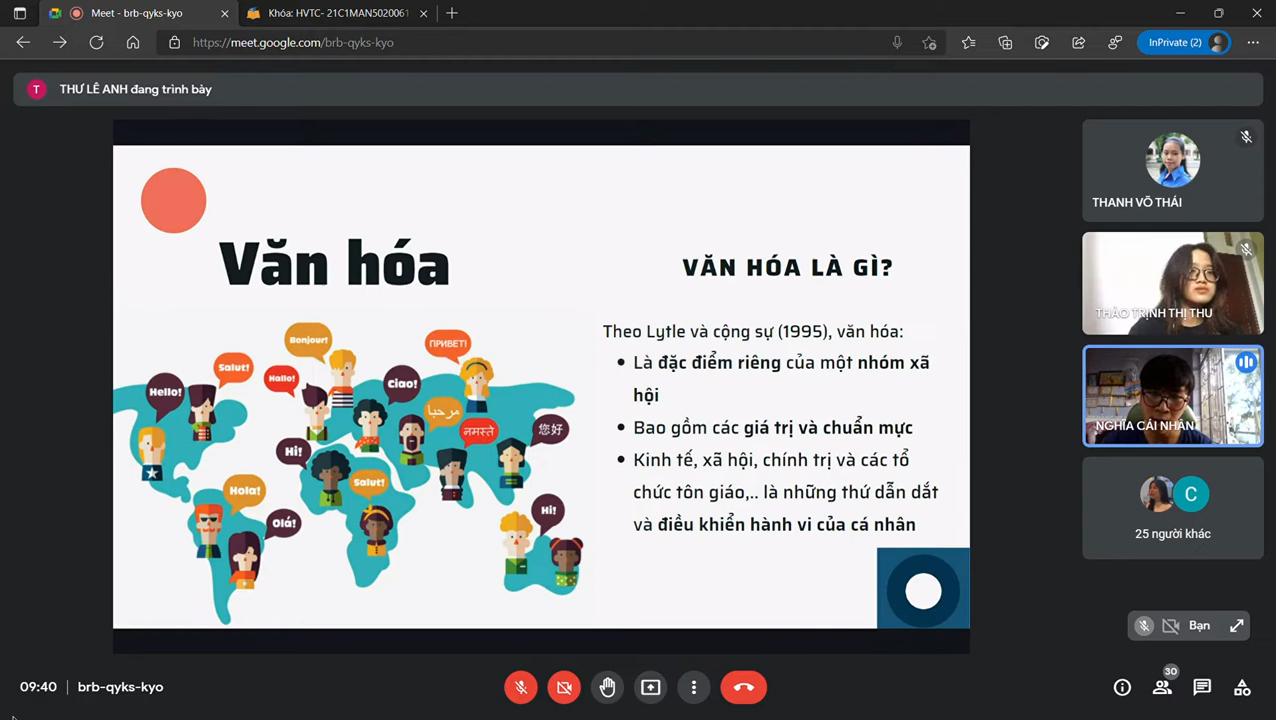 Meet - brb-qyks-kyo
Khóa: HVTC- 21C1MAN5020061
https://meet.google.com/brb-qyks-kyo
InPrivate (2)
T
THƯ LÊ ANH đang trình bày
Văn hóa
Hello!
Salut!
Bonjour!
Hallo!
Ciao!
ПРИВЕТ!
مرحبا
नमस्ते
您好
Hi!
Salut!
Hola!
Olá!
Hi!
VĂN HÓA LÀ GÌ?
Theo Lytle và cộng sự (1995), văn hóa:
Là đặc điểm riêng của một nhóm xã
hội
Bao gồm các giá trị và chuẩn mực
Kinh tế, xã hội, chính trị và các tổ
chức tôn giáo,.. là những thứ dẫn dắt
và điều khiển hành vi của cá nhân
THANH VÕ THÁI
THẢO TRỊNH THỊ THU
NGHĨA CÁI NHÂN
C
25 người khác
Bạn
09:40 | brb-qyks-kyo
30